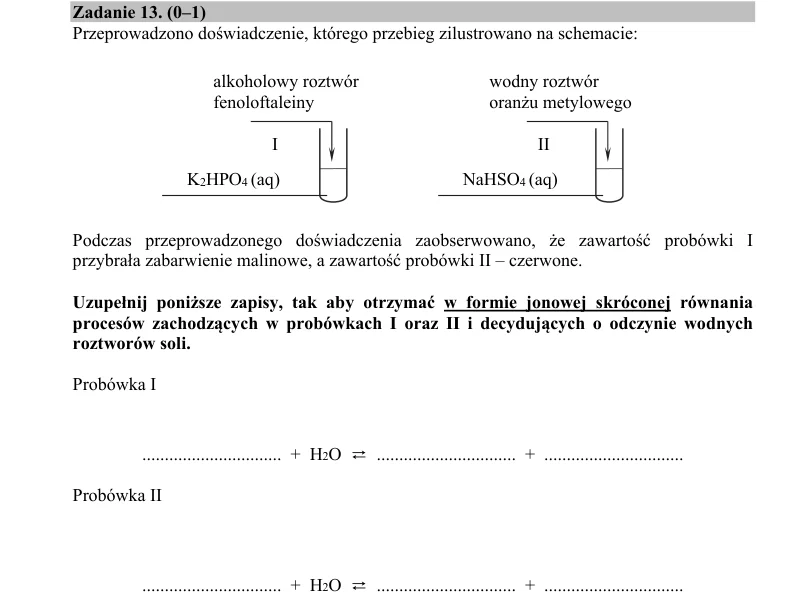 Zadanie 13. (0–1)
Przeprowadzono doświadczenie, którego przebieg zilustrowano na schemacie:
alkoholowy roztwór
fenoloftaleiny
wodny roztwór
oranżu metylowego
I
II
K₂HPO₄ (aq)
NaHSO₄ (aq)
Podczas przeprowadzonego doświadczenia zaobserwowano, że zawartość probówki I
przybrała zabarwienie malinowe, a zawartość probówki II – czerwone.
Uzupełnij poniższe zapisy, tak aby otrzymać w formie jonowej skróconej równania
procesów zachodzących w probówkach I oraz II i decydujących o odczynie wodnych
roztworów soli.
Probówka I
............................... + H₂O ⇄ ............................... + ...............................
Probówka II
............................... + H₂O ⇄ ............................... + ...............................